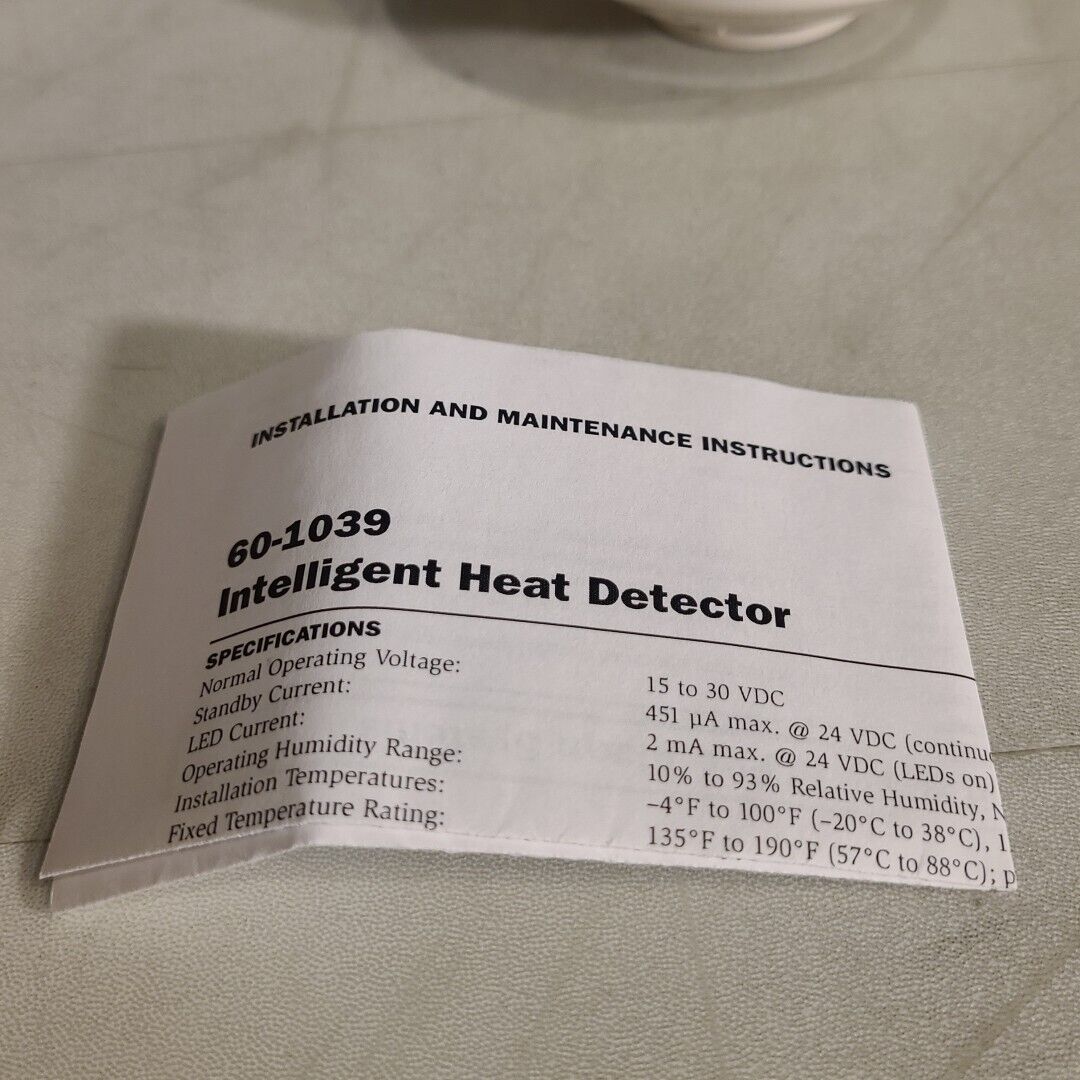 INSTALLATION AND MAINTENANCE INSTRUCTIONS
60-1039
Intelligent Heat Detector
SPECIFICATIONS
Normal Operating Voltage: 15 to 30 VDC
Standby Current: 451 µA max. @ 24 VDC (continuo
LED Current: 2 mA max. @ 24 VDC (LEDs on)
Operating Humidity Range: 10% to 93% Relative Humidity, N
Installation Temperatures: –4°F to 100°F (–20°C to 38°C), 1
Fixed Temperature Rating: 135°F to 190°F (57°C to 88°C); p